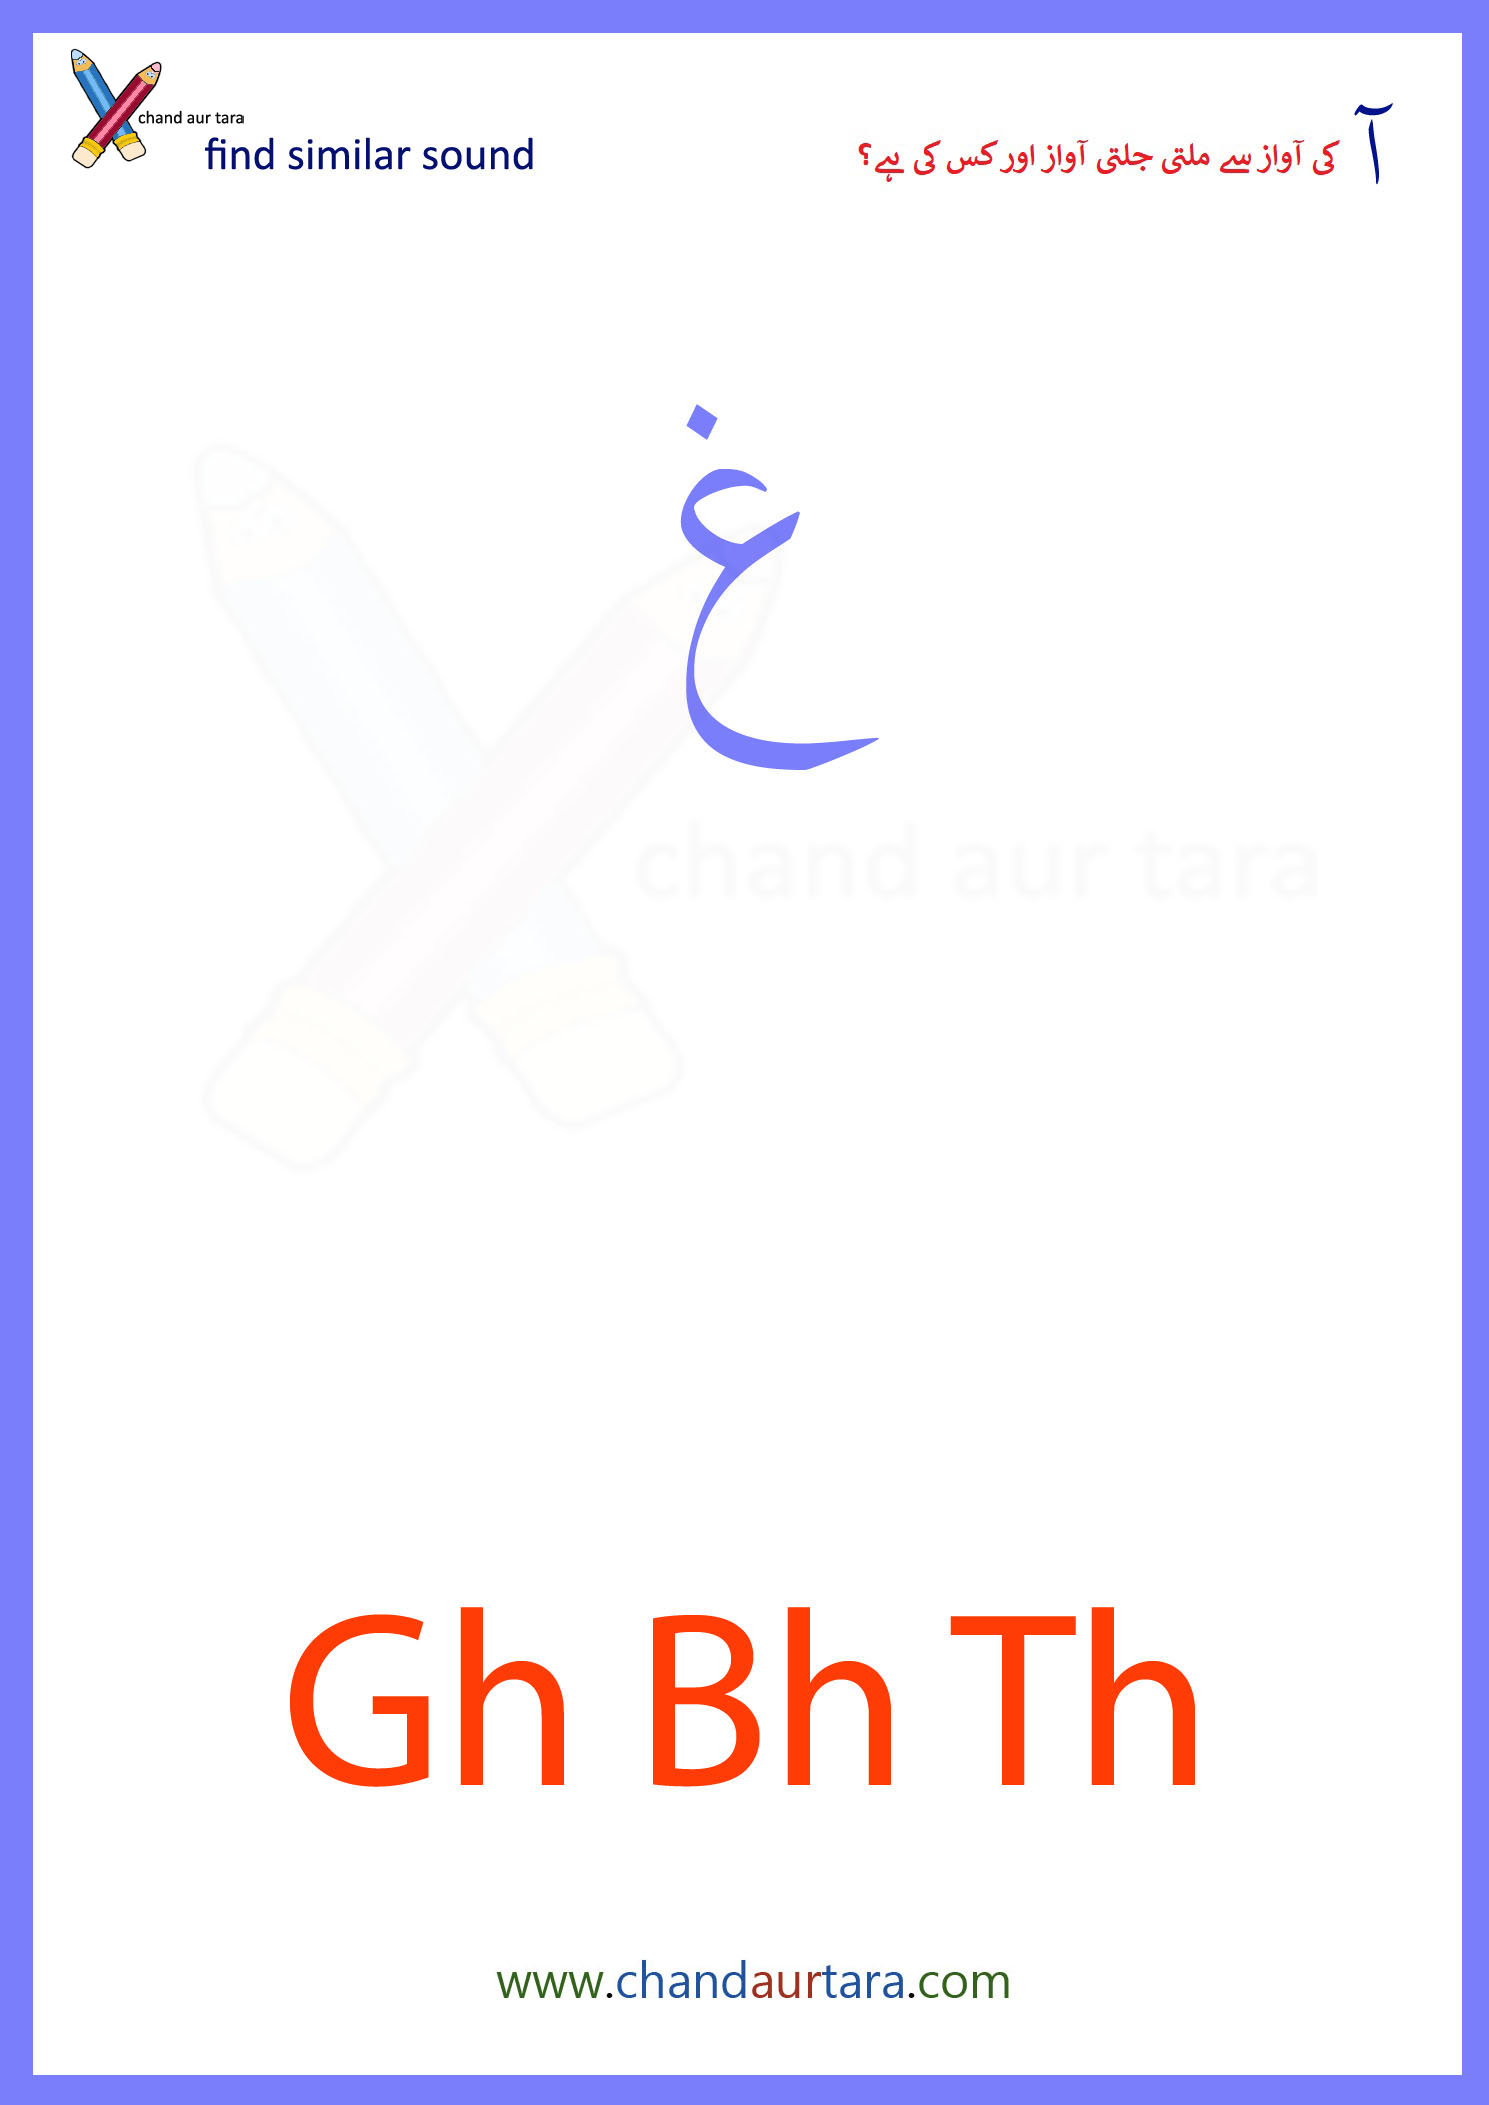 chand aur tara
find similar sound
آ کی آواز سے ملتی جلتی آواز اور کس کی ہے؟
غ
chand aur tara
Gh Bh Th
www.chandaurtara.com